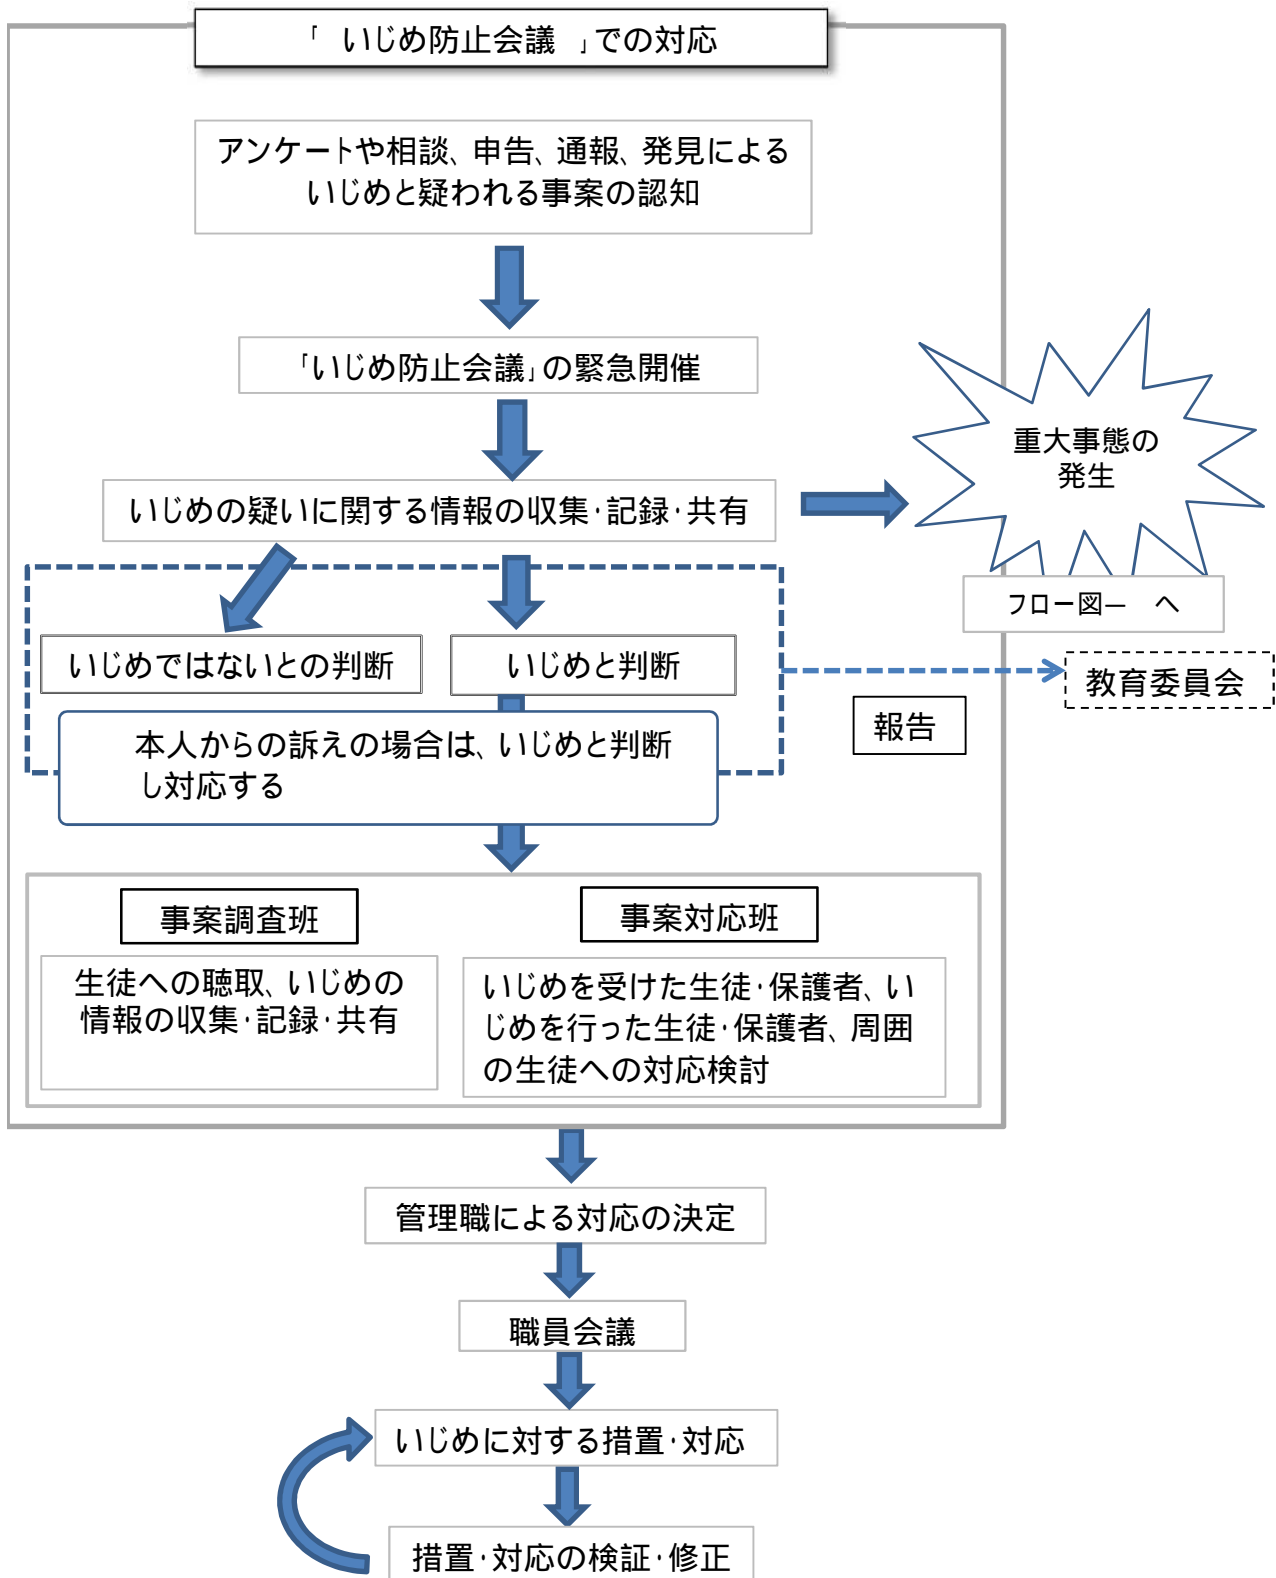 「 いじめ防止会議 」での対応
アンケートや相談、申告、通報、発見による
いじめと疑われる事案の認知
「いじめ防止会議」の緊急開催
いじめの疑いに関する情報の収集・記録・共有
重大事態の
発生
フロー図― へ
いじめではないとの判断
いじめと判断
教育委員会
報告
本人からの訴えの場合は、いじめと判断
し対応する
事案調査班
生徒への聴取、いじめの
情報の収集・記録・共有
事案対応班
いじめを受けた生徒・保護者、い
じめを行った生徒・保護者、周囲
の生徒への対応検討
管理職による対応の決定
職員会議
いじめに対する措置・対応
措置・対応の検証・修正